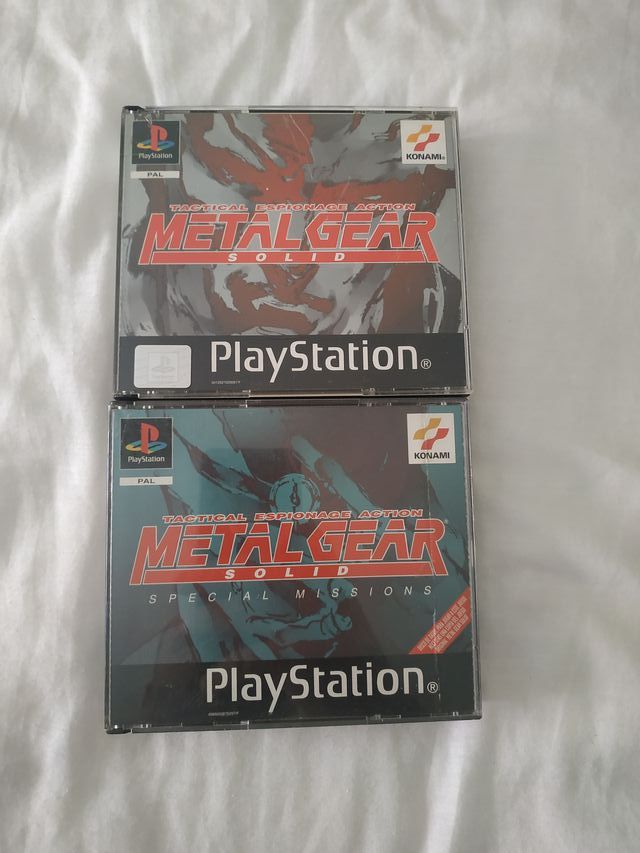 PlayStation
PAL
KONAMI®
TACTICAL ESPIONAGE ACTION
METAL GEAR
SOLID
PlayStation®
PlayStation
PAL
KONAMI
TACTICAL ESPIONAGE ACTION
METAL GEAR
SOLID
SPECIAL MISSIONS
PlayStation®